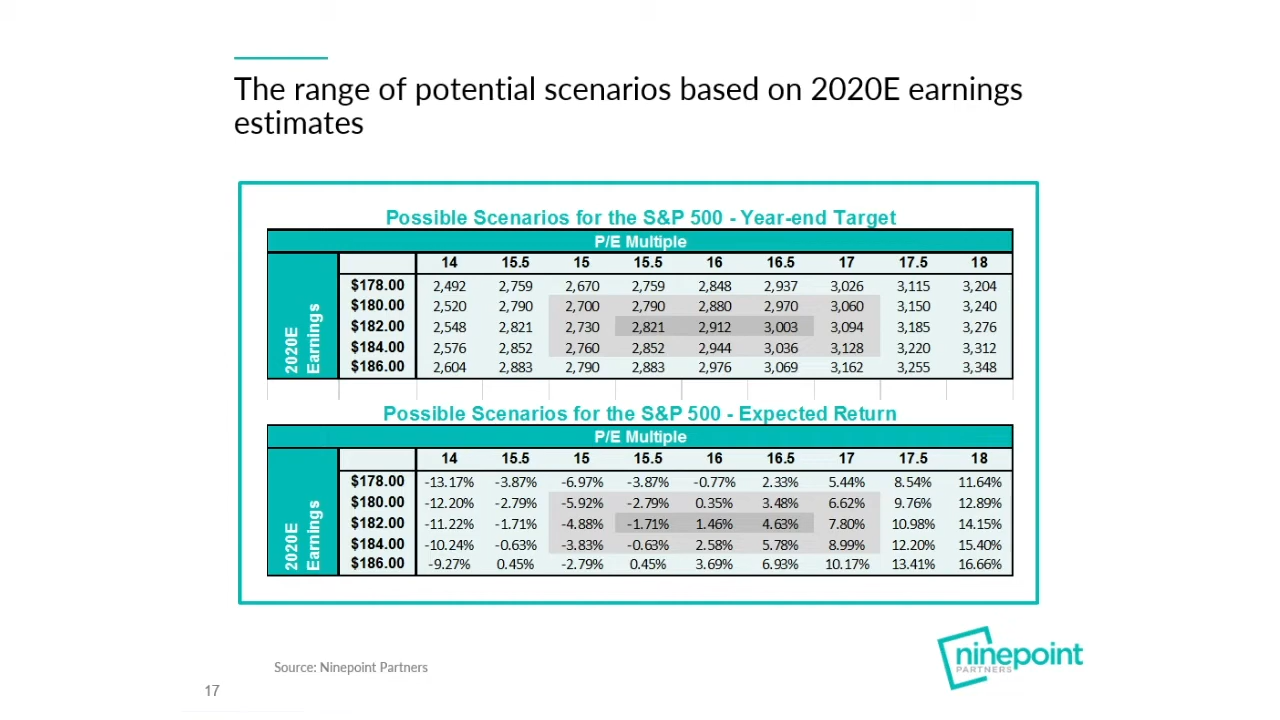 The range of potential scenarios based on 2020E earnings
estimates
Possible Scenarios for the S&P 500 - Year-end Target
P/E Multiple
14 15.5 15 15.5 16 16.5 17 17.5 18
2020E
Earnings
$178.00 2,492 2,759 2,670 2,759 2,848 2,937 3,026 3,115 3,204
$180.00 2,520 2,790 2,700 2,790 2,880 2,970 3,060 3,150 3,240
$182.00 2,548 2,821 2,730 2,821 2,912 3,003 3,094 3,185 3,276
$184.00 2,576 2,852 2,760 2,852 2,944 3,036 3,128 3,220 3,312
$186.00 2,604 2,883 2,790 2,883 2,976 3,069 3,162 3,255 3,348
Possible Scenarios for the S&P 500 - Expected Return
P/E Multiple
14 15.5 15 15.5 16 16.5 17 17.5 18
2020E
Earnings
$178.00 -13.17% -3.87% -6.97% -3.87% -0.77% 2.33% 5.44% 8.54% 11.64%
$180.00 -12.20% -2.79% -5.92% -2.79% 0.35% 3.48% 6.62% 9.76% 12.89%
$182.00 -11.22% -1.71% -4.88% -1.71% 1.46% 4.63% 7.80% 10.98% 14.15%
$184.00 -10.24% -0.63% -3.83% -0.63% 2.58% 5.78% 8.99% 12.20% 15.40%
$186.00 -9.27% 0.45% -2.79% 0.45% 3.69% 6.93% 10.17% 13.41% 16.66%
Source: Ninepoint Partners
ninepoint
PARTNERS
17